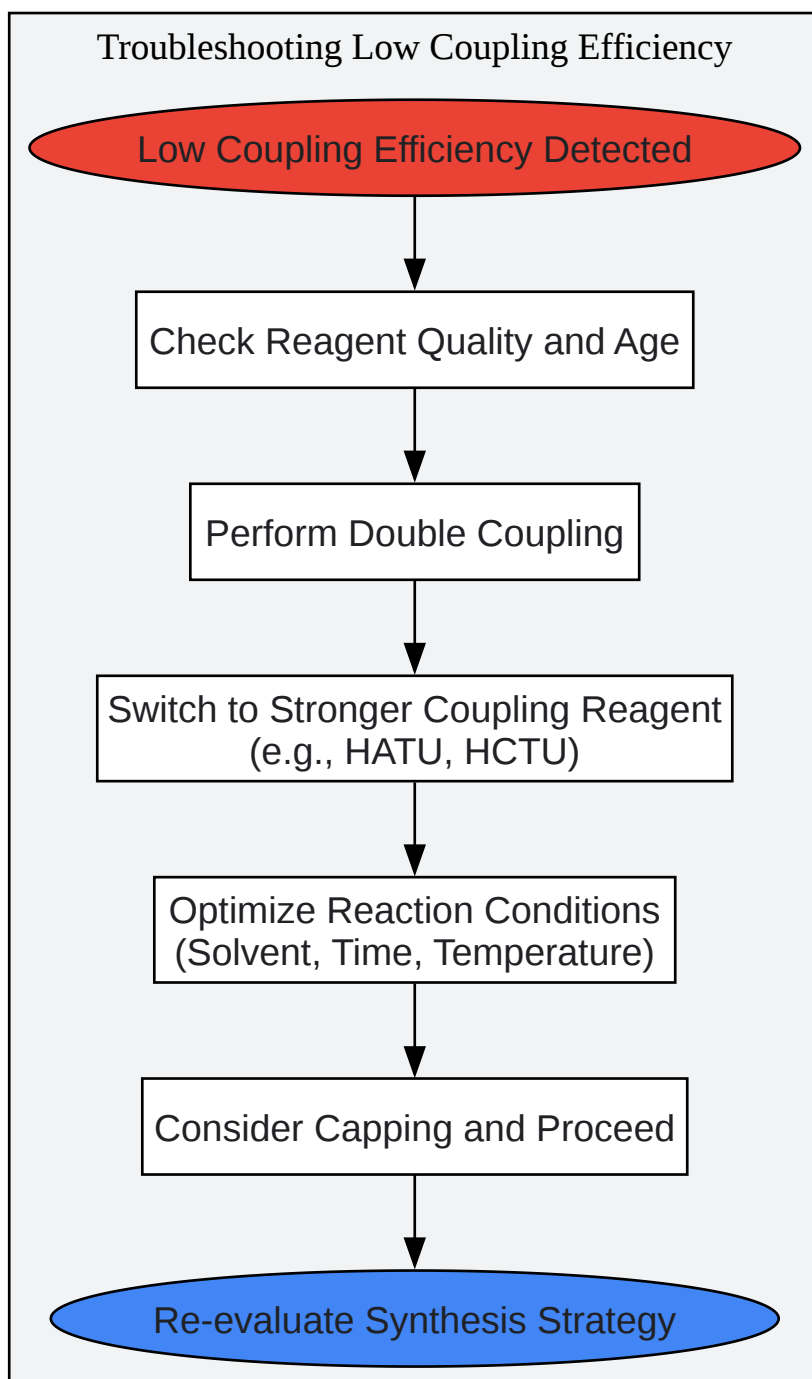 Troubleshooting Low Coupling Efficiency
Low Coupling Efficiency Detected
Check Reagent Quality and Age
Perform Double Coupling
Switch to Stronger Coupling Reagent
(e.g., HATU, HCTU)
Optimize Reaction Conditions
(Solvent, Time, Temperature)
Consider Capping and Proceed
Re-evaluate Synthesis Strategy